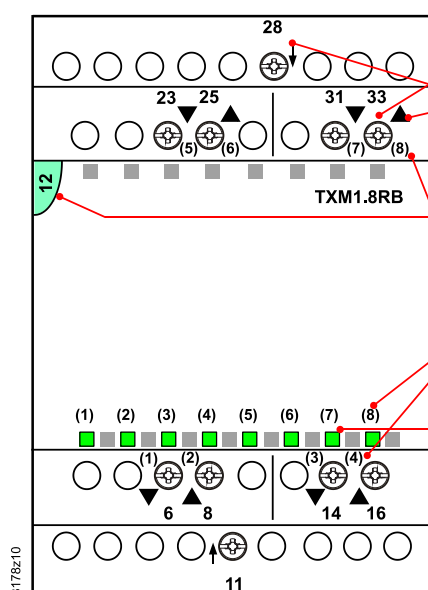 28
23 25 31 33
(5) (6) (7) (8)
12
TXM1.8RB
(1) (2) (3) (4) (5) (6) (7) (8)
(1) (2) (3) (4)
6 8 14 16
11